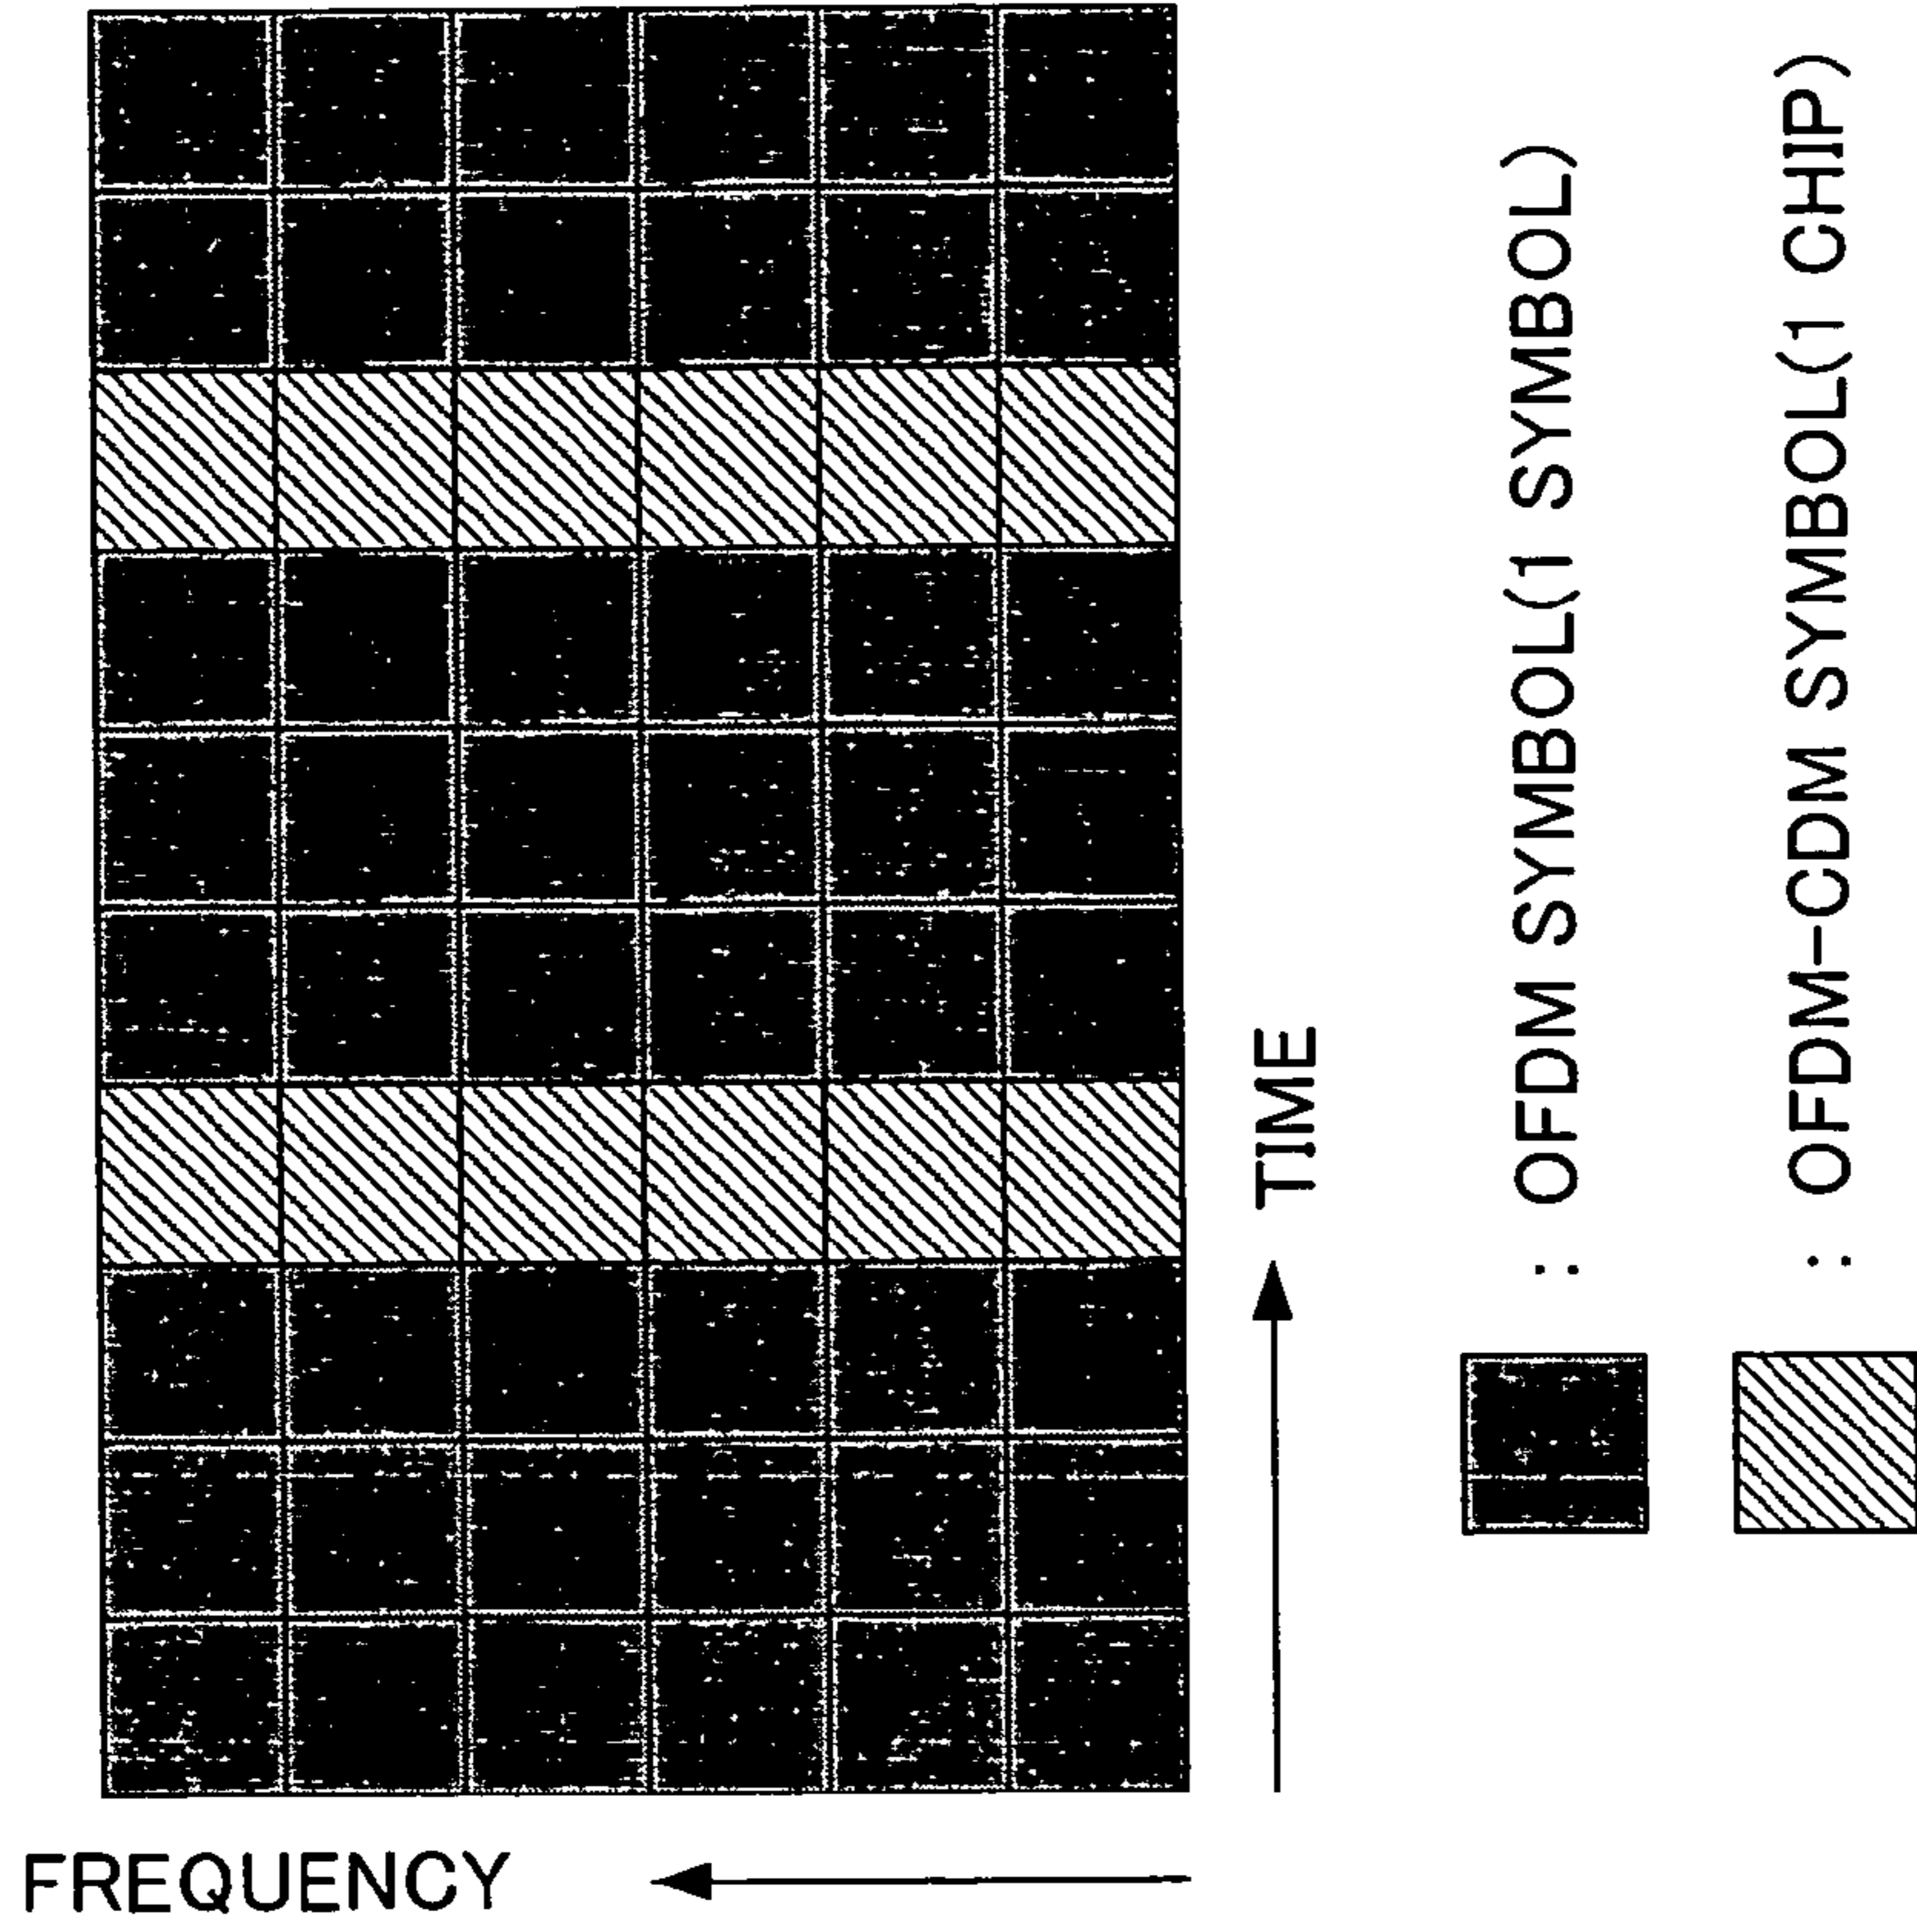 FREQUENCY
TIME
: OFDM SYMBOL(1 SYMBOL)
: OFDM-CDM SYMBOL(1 CHIP)